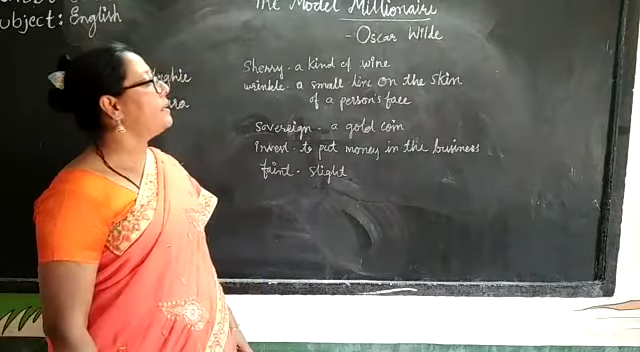 The Model Millionaire
Subject: English
- Oscar Wilde
Sherry - a kind of wine
wrinkle - a small line on the skin
of a person's face
Sovereign - a gold coin
Invest - to put money in the business
faint - slight